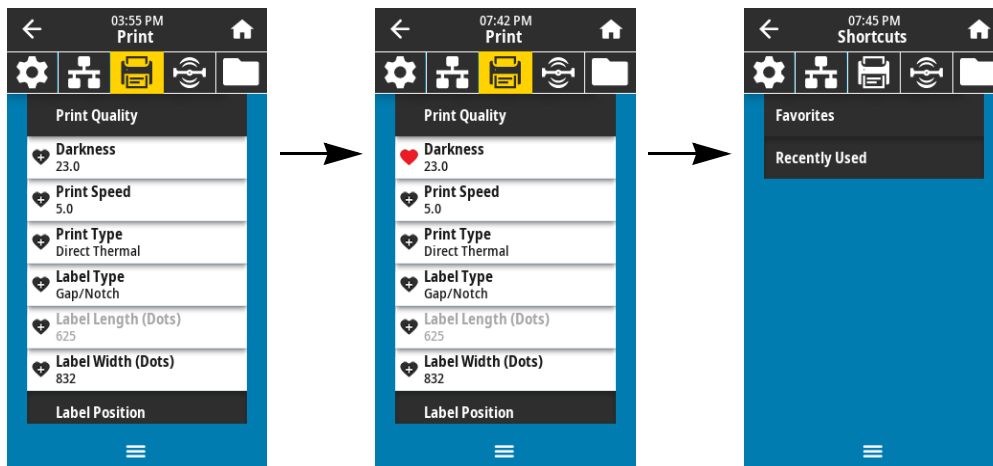 03:55 PM
Print
Print Quality
Darkness
23.0
Print Speed
5.0
Print Type
Direct Thermal
Label Type
Gap/Notch
Label Length (Dots)
625
Label Width (Dots)
832
Label Position
07:42 PM
Print
Print Quality
Darkness
23.0
Print Speed
5.0
Print Type
Direct Thermal
Label Type
Gap/Notch
Label Length (Dots)
625
Label Width (Dots)
832
Label Position
07:45 PM
Shortcuts
Favorites
Recently Used